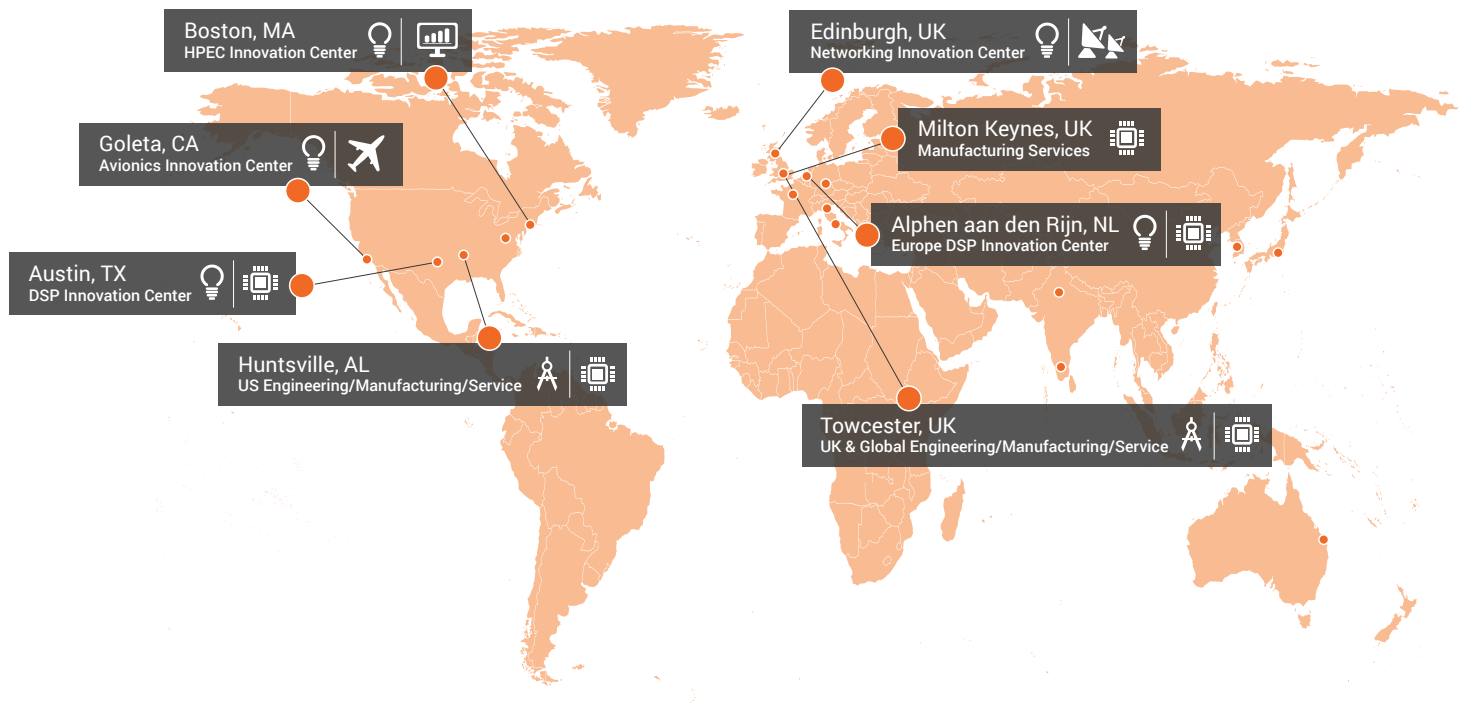 Boston, MA
HPEC Innovation Center
Goleta, CA
Avionics Innovation Center
Austin, TX
DSP Innovation Center
Huntsville, AL
US Engineering/Manufacturing/Service
Edinburgh, UK
Networking Innovation Center
Milton Keynes, UK
Manufacturing Services
Alphen aan den Rijn, NL
Europe DSP Innovation Center
Towcester, UK
UK & Global Engineering/Manufacturing/Service